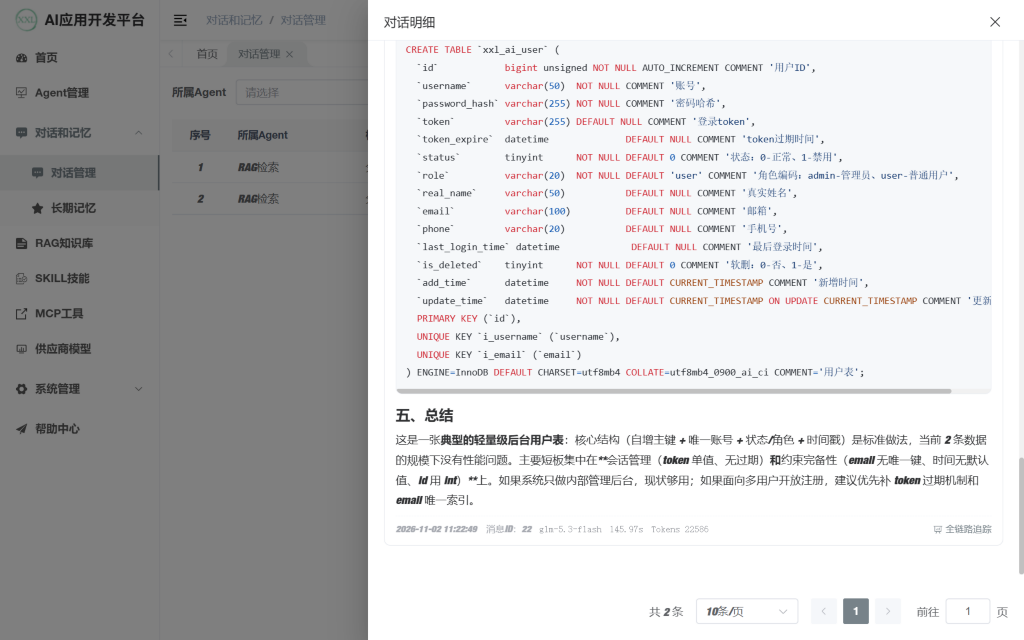 XXL AI应用开发平台
对话和记忆 / 对话管理
首页
Agent管理
对话和记忆
对话管理
长期记忆
RAG知识库
SKILL技能
MCP工具
供应商模型
系统管理
帮助中心
首页 对话管理
所属Agent 请选择
序号 所属Agent
1 RAG检索
2 RAG检索
对话明细
CREATE TABLE `xxl_ai_user` (
`id` bigint unsigned NOT NULL AUTO_INCREMENT COMMENT '用户ID',
`username` varchar(50) NOT NULL COMMENT '账号',
`password_hash` varchar(255) NOT NULL COMMENT '密码哈希',
`token` varchar(255) DEFAULT NULL COMMENT '登录token',
`token_expire` datetime DEFAULT NULL COMMENT 'token过期时间',
`status` tinyint NOT NULL DEFAULT 0 COMMENT '状态：0-正常、1-禁用',
`role` varchar(20) NOT NULL DEFAULT 'user' COMMENT '角色编码：admin-管理员、user-普通用户',
`real_name` varchar(50) DEFAULT NULL COMMENT '真实姓名',
`email` varchar(100) DEFAULT NULL COMMENT '邮箱',
`phone` varchar(20) DEFAULT NULL COMMENT '手机号',
`last_login_time` datetime DEFAULT NULL COMMENT '最后登录时间',
`is_deleted` tinyint NOT NULL DEFAULT 0 COMMENT '软删：0-否、1-是',
`add_time` datetime NOT NULL DEFAULT CURRENT_TIMESTAMP COMMENT '新增时间',
`update_time` datetime NOT NULL DEFAULT CURRENT_TIMESTAMP ON UPDATE CURRENT_TIMESTAMP COMMENT '更新
PRIMARY KEY (`id`),
UNIQUE KEY `i_username` (`username`),
UNIQUE KEY `i_email` (`email`)
) ENGINE=InnoDB DEFAULT CHARSET=utf8mb4 COLLATE=utf8mb4_0900_ai_ci COMMENT='用户表';
五、总结
这是一张典型的轻量级后台用户表：核心结构（自增主键 + 唯一账号 + 状态/角色 + 时间戳）是标准做法，当前 2 条数据
的规模下没有性能问题。主要短板集中在**会话管理（token 单值、无过期）和约束完备性（email 无唯一键、时间无默认
值、id 用 int）**上。如果系统只做内部管理后台，现状够用；如果面向多用户开放注册，建议优先补 token 过期机制和
email 唯一索引。
2026-11-02 11:22:49 消息ID： 22 glm-5.3-flash 145.97s Tokens 22586 全链路追踪
共 2 条 10条/页 1 前往 1 页